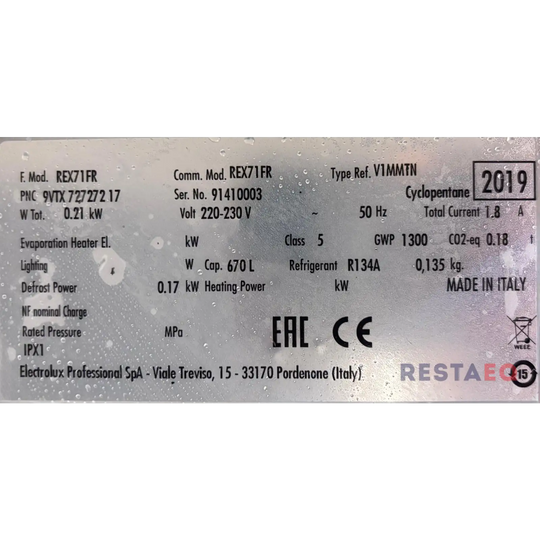 F. Mod. REX71FR Comm. Mod. REX71FR Type Ref. V1MMTN
PNC 9VTX 727272 17 Ser. No. 91410003 Cyclopentane 2019
W Tot. 0.21 kW Volt 220-230 V ~ 50 Hz Total Current 1.8 A
Evaporation Heater El. kW Class 5 GWP 1300 CO2-eq 0.18 t
Lighting W Cap. 670 L Refrigerant R134A 0,135 kg.
Defrost Power 0.17 kW Heating Power kW MADE IN ITALY
NF nominal Charge
Rated Pressure MPa EAC CE
IPX1 WEEE
Electrolux Professional SpA - Viale Treviso, 15 - 33170 Pordenone (Italy) RESTAEQ 15